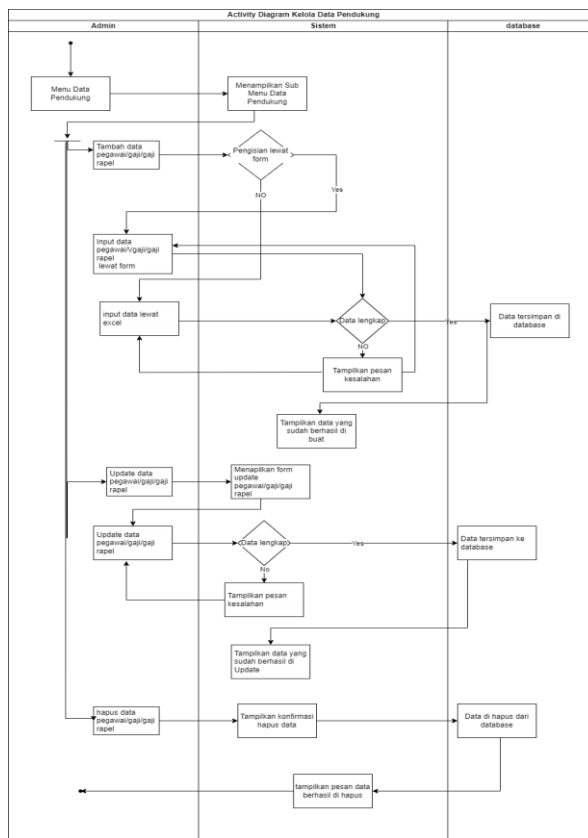 Activity Diagram Kelola Data Pendukung
Admin
Sistem
database
Menu Data
Pendukung
Menampilkan Sub
Menu Data
Pendukung
Tambah data
pegawai/gaji/gaji
rapel
Pengisian lewat
form
Yes
NO
Input data
pegawai/\/gaji/gaji
rapel
lewat form
input data lewat
excel
Data lengkap
Yes
Data tersimpan di
database
NO
Tampilkan pesan
kesalahan
Tampilkan data yang
sudah berhasil di
buat
Update data
pegawai/gaji/gaji
rapel
Menapilkan form
update
pegawai/gaji/gaji
rapel
Update data
pegawai/gaji/gaji
rapel
Data lengkap
Yes
Data tersimpan ke
database
No
Tampilkan pesan
kesalahan
Tampilkan data yang
sudah berhasil di
Update
hapus data
pegawai/gaji/gaji
rapel
Tampilkan konfirmasi
hapus data
Data di hapus dari
database
tampilkan pesan data
berhasil di hapus